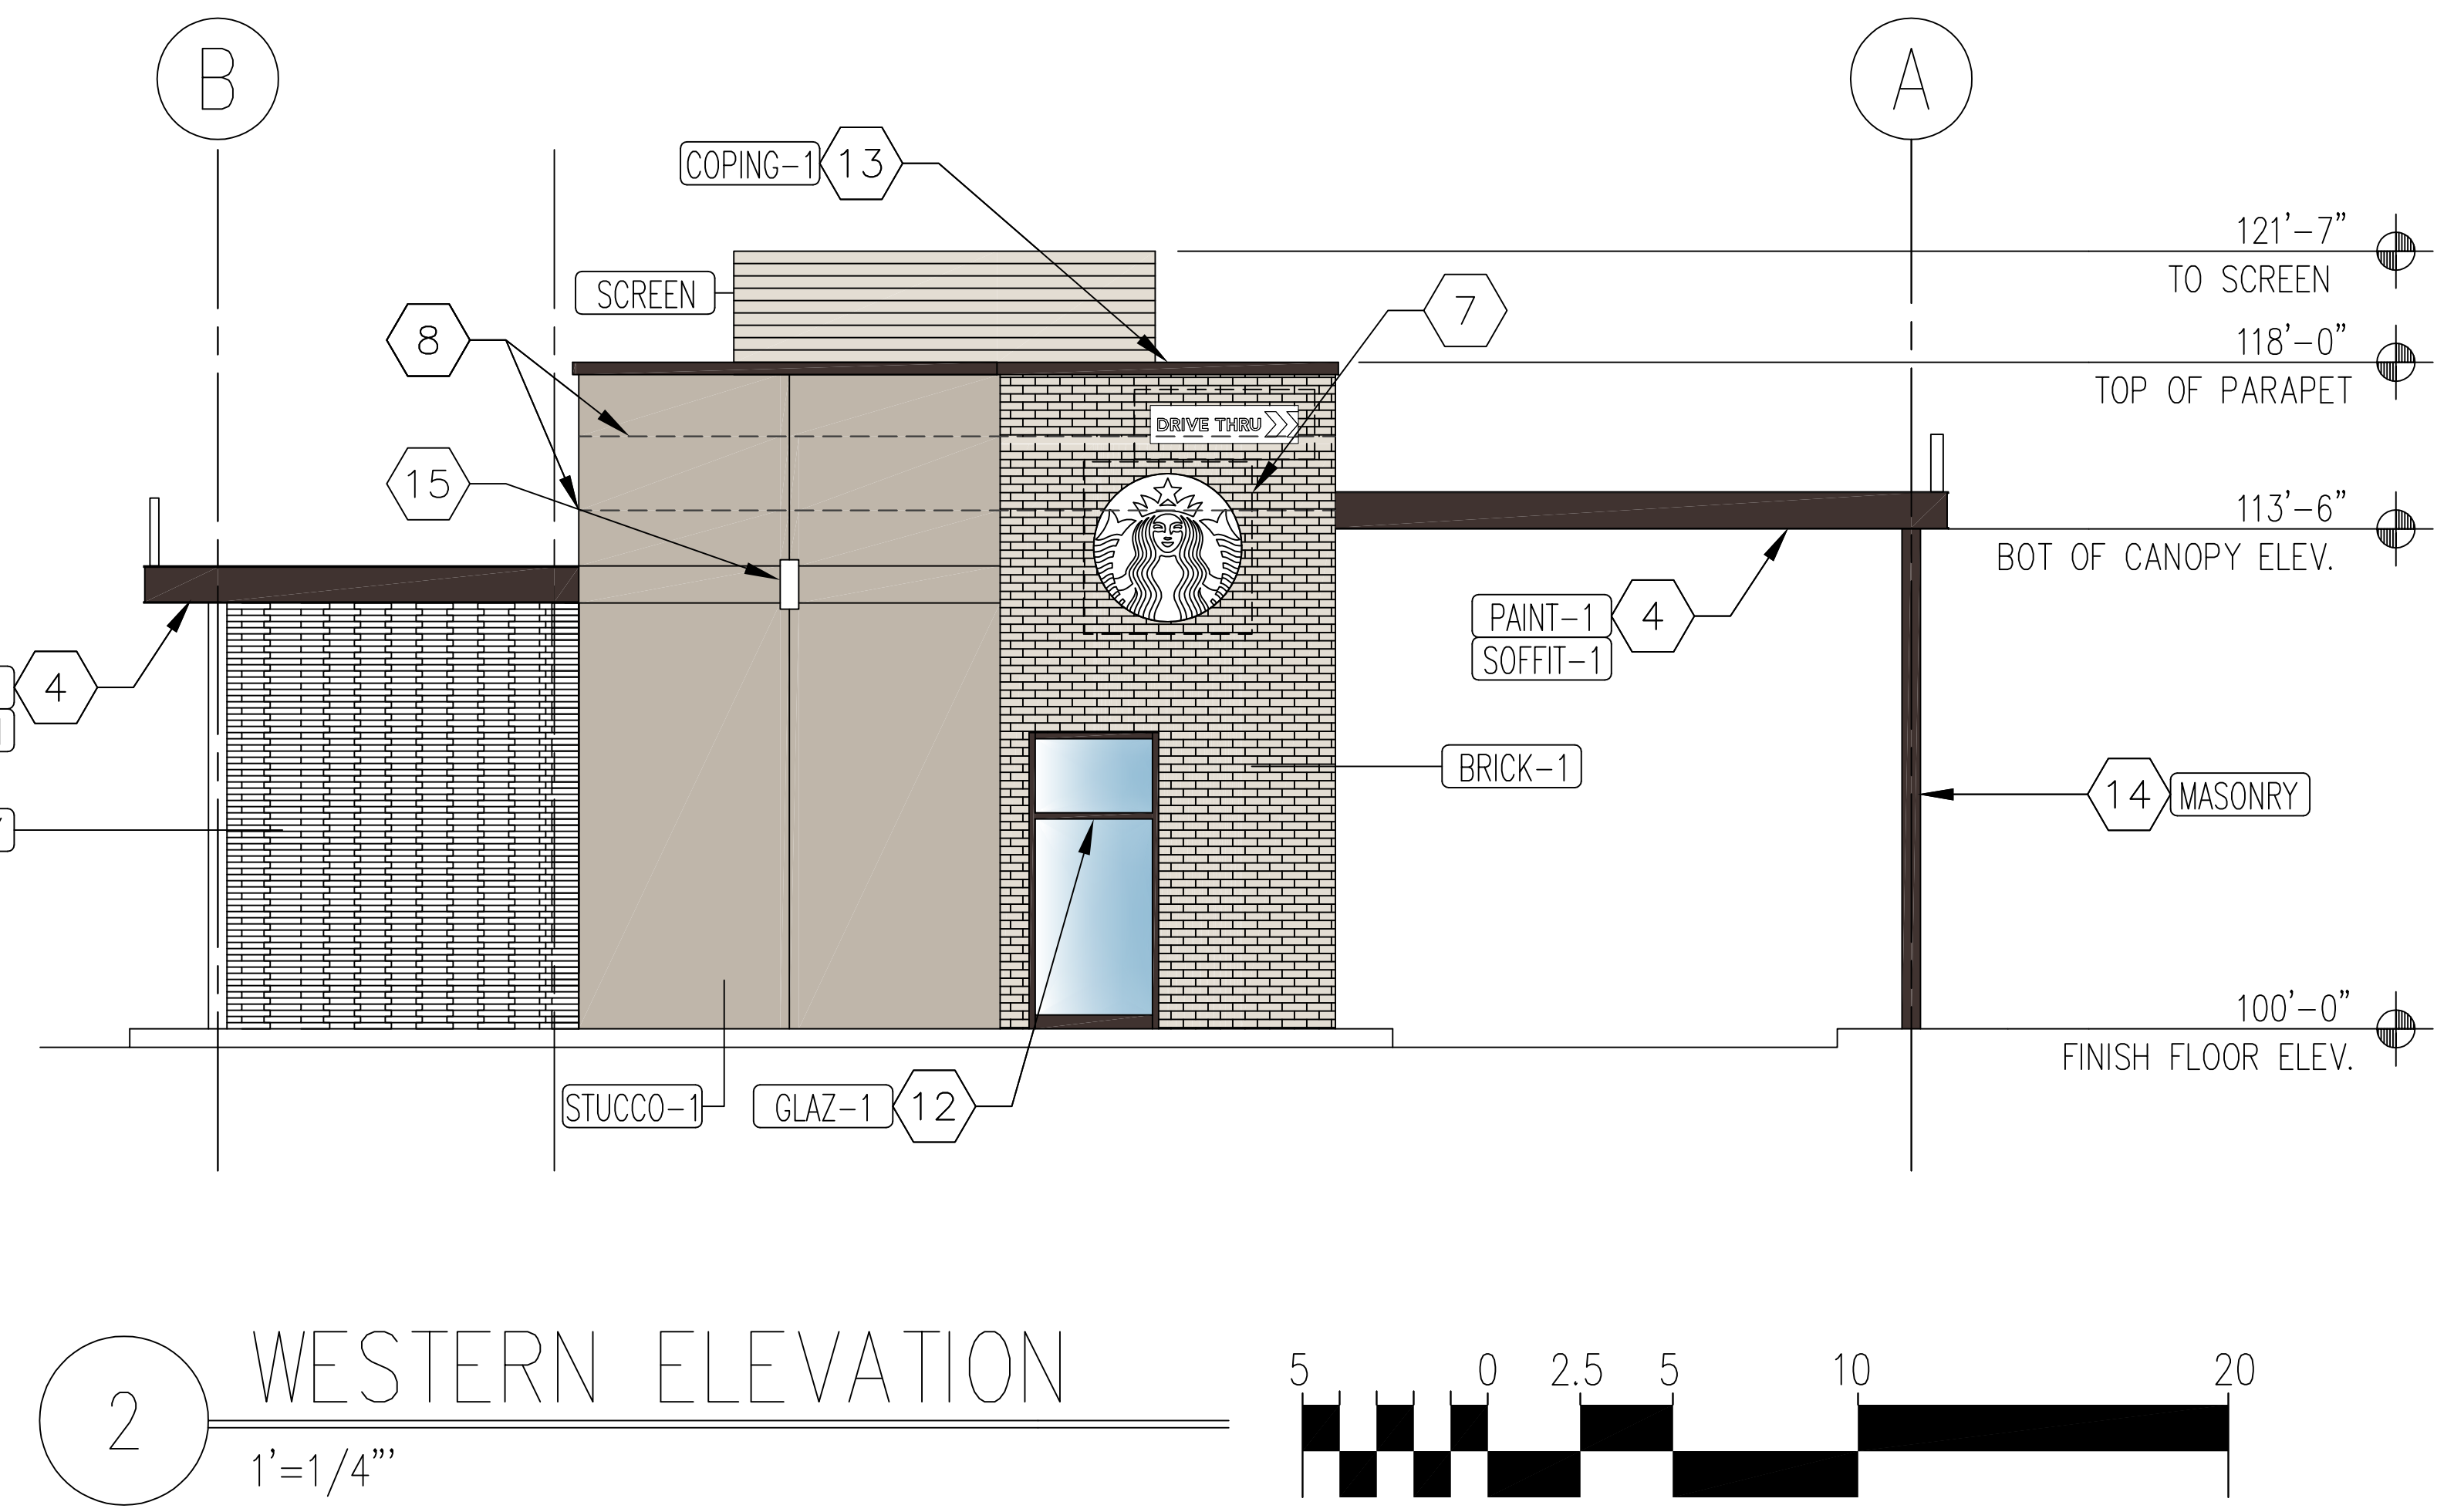 B
A
COPING-1 13
121'-7"
TO SCREEN
SCREEN
7
8
118'-0"
TOP OF PARAPET
DRIVE THRU
15
113'-6"
BOT OF CANOPY ELEV.
PAINT-1 4
SOFFIT-1
4
BRICK-1
14 MASONRY
100'-0"
FINISH FLOOR ELEV.
STUCCO-1
GLAZ-1 12
2
WESTERN ELEVATION
1'=1/4"'
5 0 2.5 5 10 20